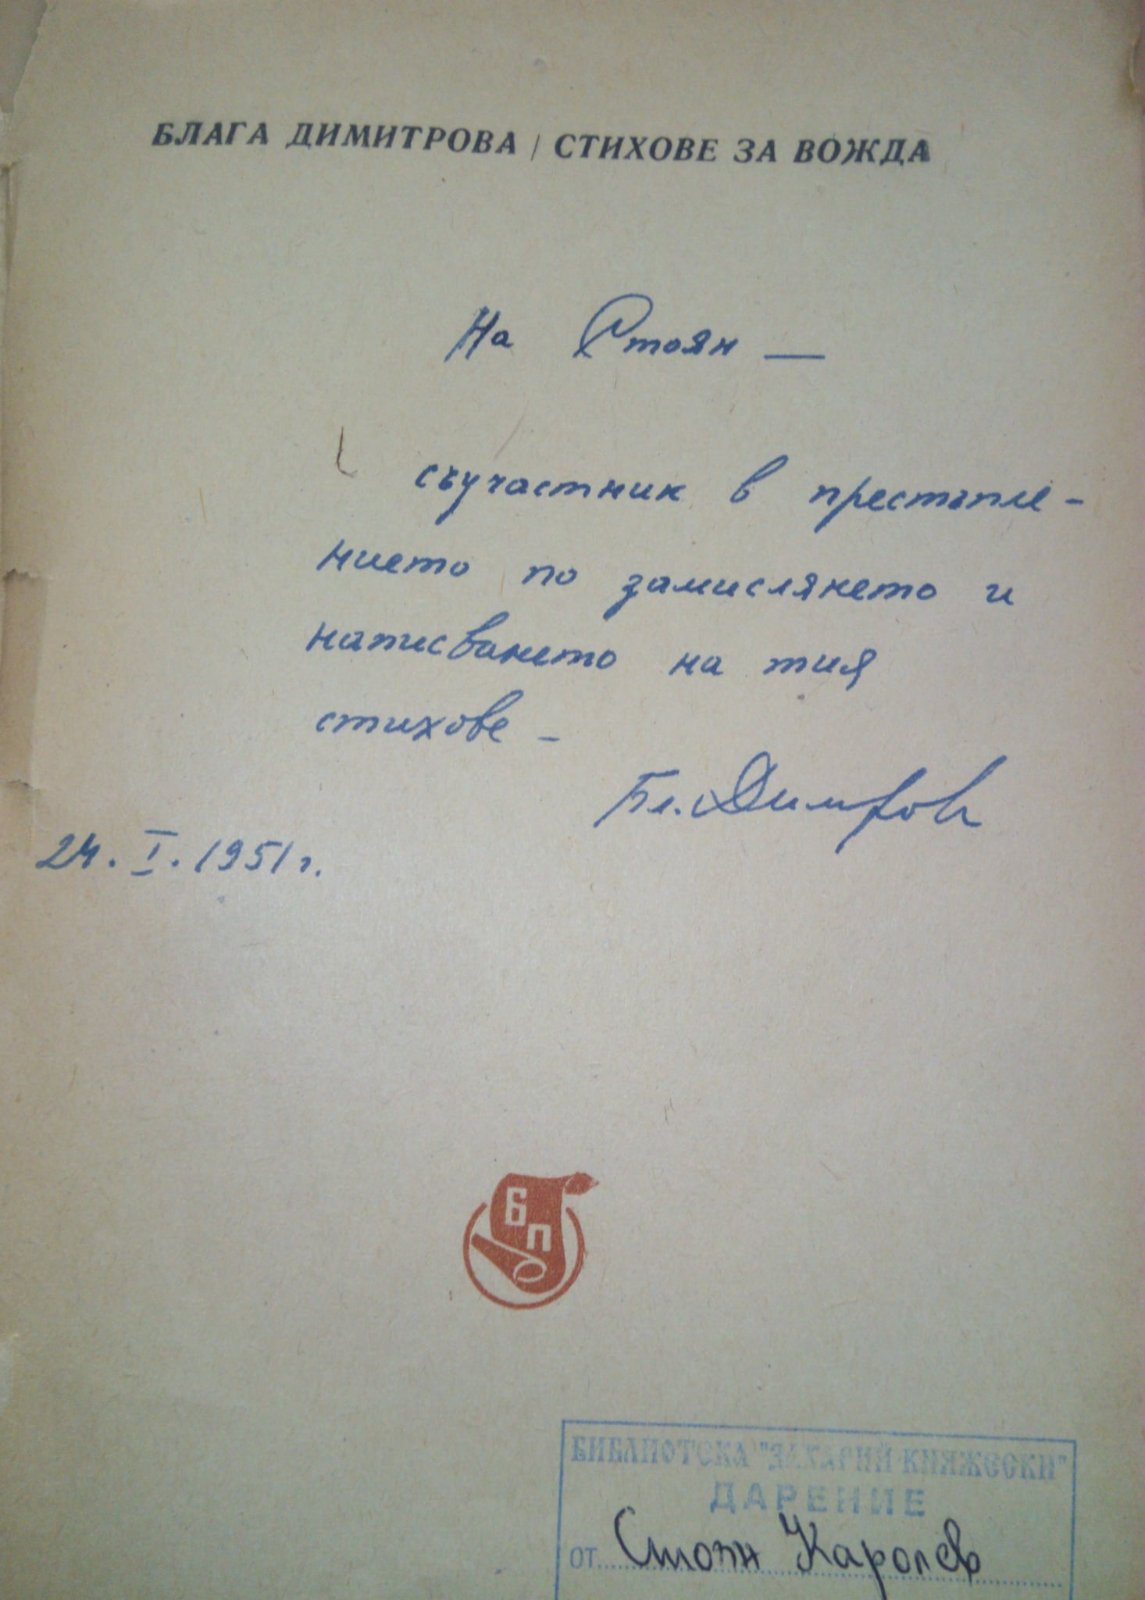 БЛАГА ДИМИТРОВА / СТИХОВЕ ЗА ВОЖДА
На Стоян —
съучастник в престъпле-
нието по замислянето и
написването на тия
стихове –
Бл. Димитрова
24. I. 1951 г.
БП
БИБЛИОТЕКА "ЗАХАРИЙ КНЯЖЕСКИ"
ДАРЕНИЕ
от Стоян Каролев